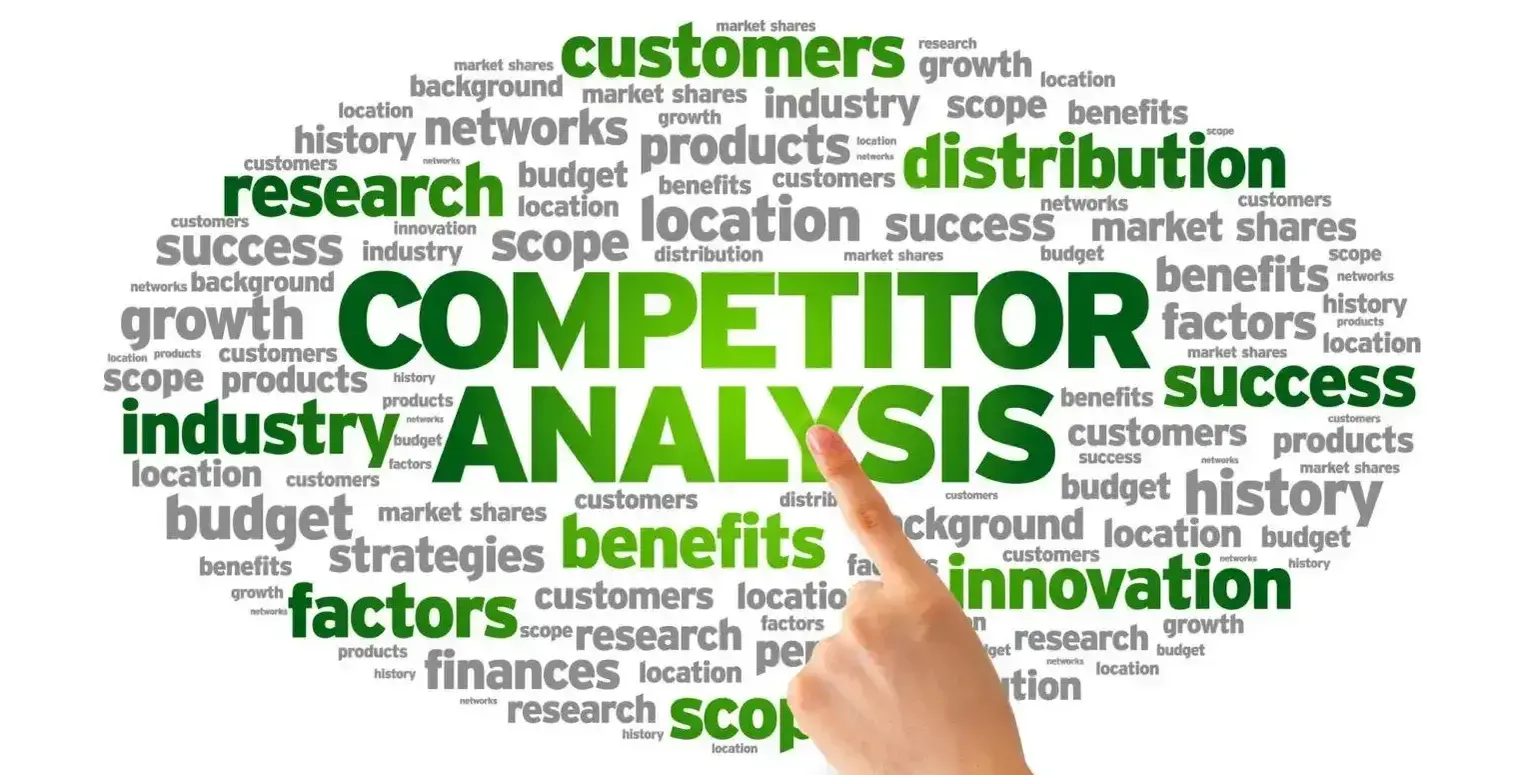 market shares
customers research
market shares growth location
background market shares industry scope benefits
location growth
history networks products location distribution scope
customers networks networks
research budget benefits customers
location location networks customers
customers innovation success market shares
success industry scope distribution market shares budget scope
networks background benefits networks
growth COMPETITOR factors history
products
location products customers market shares location
scope products history
ANALYSIS benefits success
products
industry networks customers customers
budget products
factors success networks market shares
location customers budget history
customers distrib customers
budget market shares ckground location budget
strategies benefits customers networks
benefits fac innovation history
growth customers locatio
networks factors scope research factors research growth
products get budget
history finances location per networks location
networks research scop tion
history
location